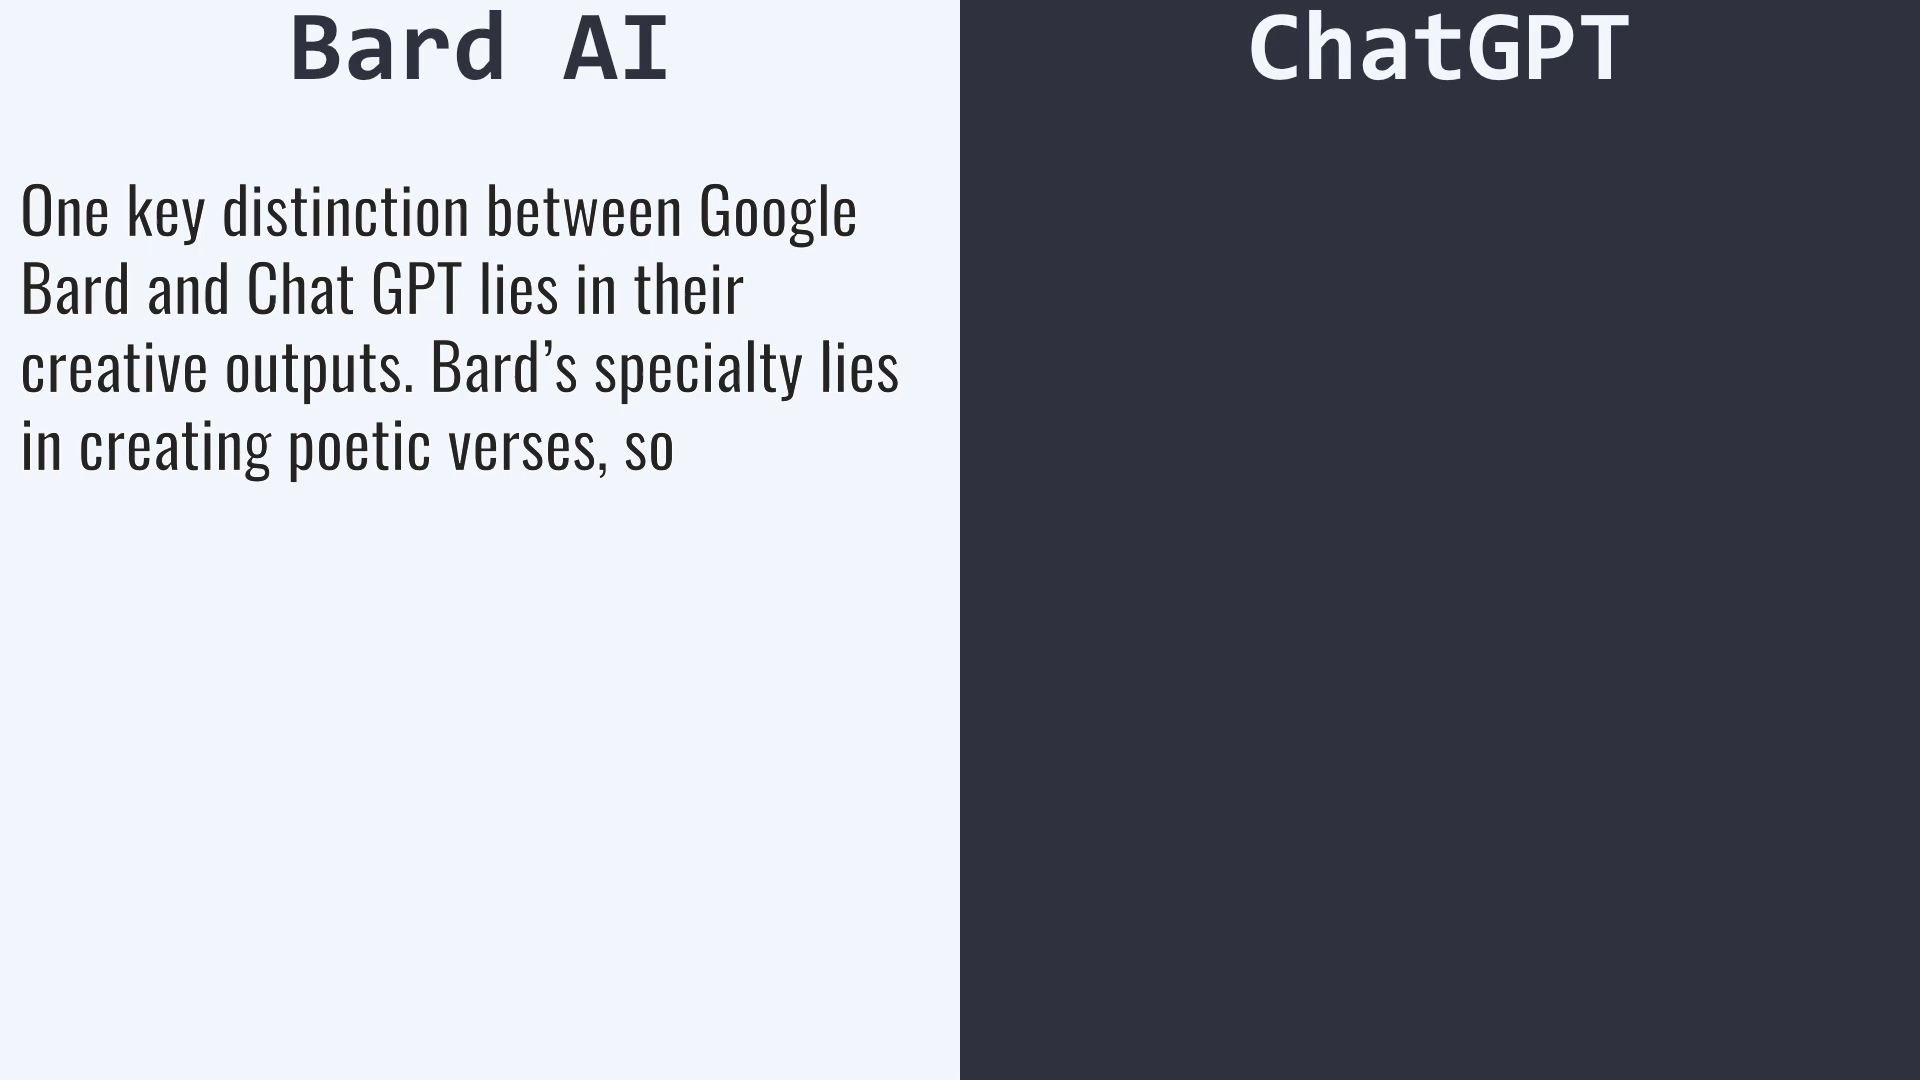 Bard AI
One key distinction between Google
Bard and Chat GPT lies in their
creative outputs. Bard’s specialty lies
in creating poetic verses, so
ChatGPT